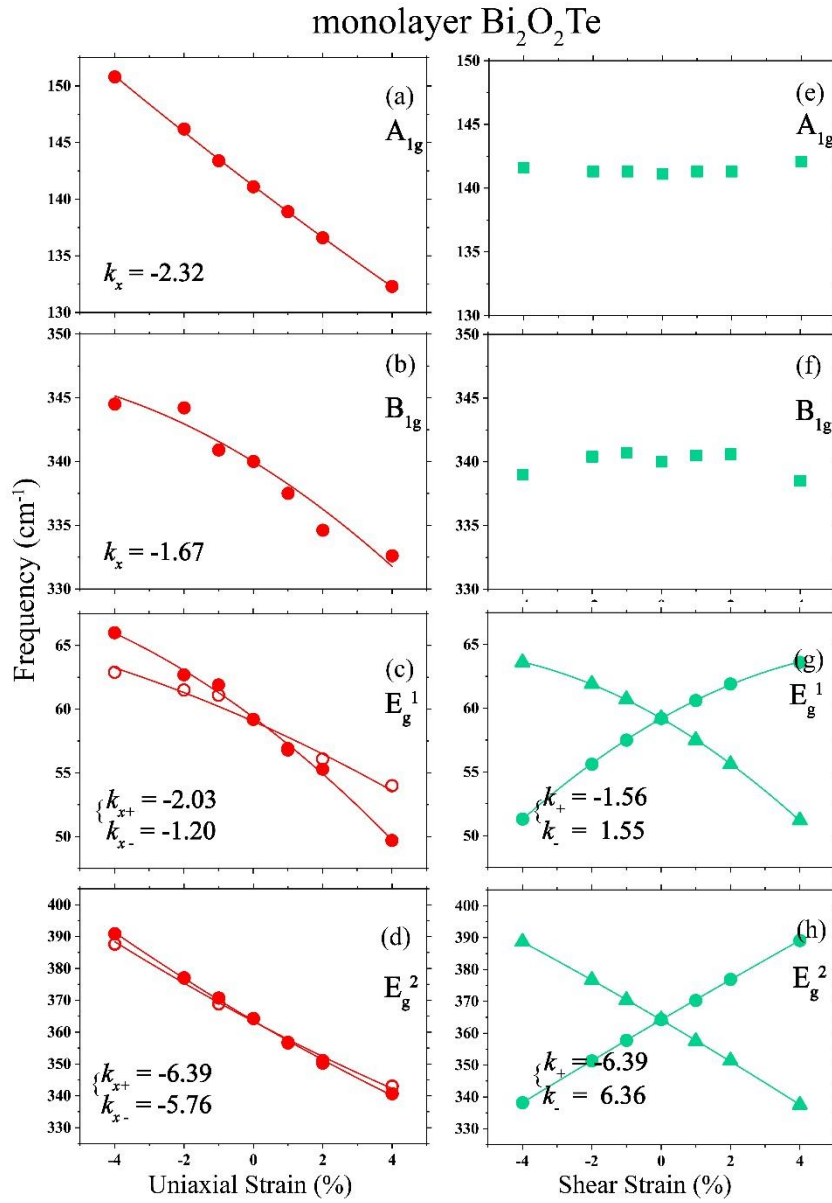 monolayer Bi₂O₂Te
Frequency (cm⁻¹)
150
145
140
135
130
(a)
A₁g
kₓ = -2.32
150
145
140
135
130
(e)
A₁g
350
345
340
335
330
(b)
B₁g
kₓ = -1.67
350
345
340
335
330
(f)
B₁g
65
60
55
50
(c)
E_g¹
{kₓ₊ = -2.03
kₓ₋ = -1.20
65
60
55
50
(g)
E_g¹
{k₊ = -1.56
k₋ = 1.55
400
390
380
370
360
350
340
330
(d)
E_g²
{kₓ₊ = -6.39
kₓ₋ = -5.76
-4 -2 0 2 4
Uniaxial Strain (%)
400
390
380
370
360
350
340
330
(h)
E_g²
{k₊ = -6.39
k₋ = 6.36
-4 -2 0 2 4
Shear Strain (%)